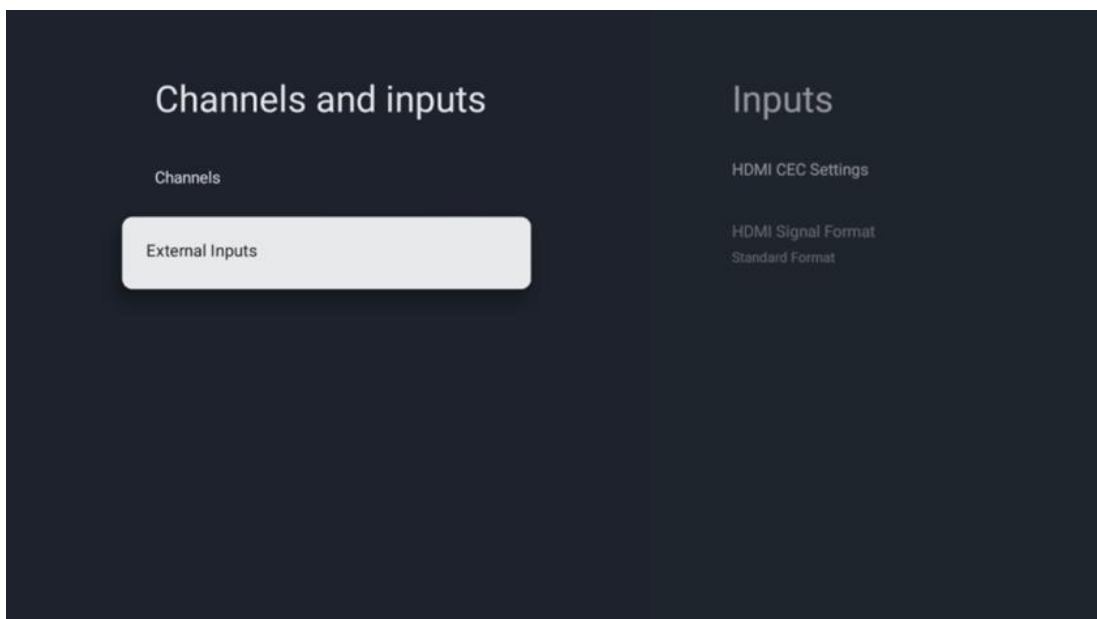 Channels and inputs
Channels
External Inputs
Inputs
HDMI CEC Settings
HDMI Signal Format
Standard Format